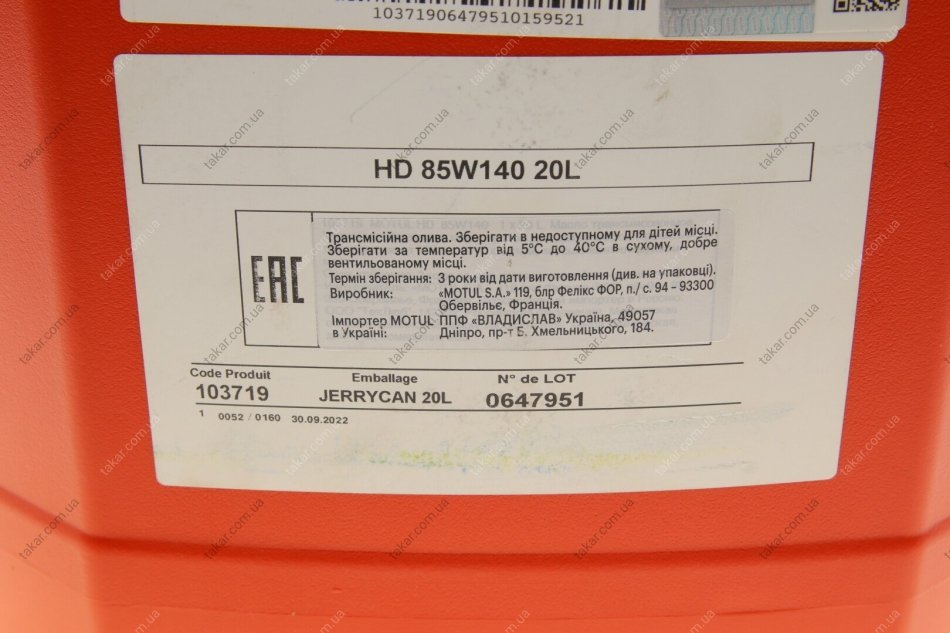 10371906479510159521
HD 85W140 20L
EAC
Трансмісійна олива. Зберігати в недоступному для дітей місці.
Зберігати за температур від 5°С до 40°С в сухому, добре
вентильованому місці.
Термін зберігання: 3 роки від дати виготовлення (див. на упаковці).
Виробник: «MOTUL S.A.» 119, блр Фелікс ФОР, п./ с. 94 – 93300
Обервільє, Франція.
Імпортер MOTUL ППФ «ВЛАДИСЛАВ» Україна, 49057
в Україні: Дніпро, пр-т Б. Хмельницького, 184.
Code Produit Emballage N° de LOT
103719 JERRYCAN 20L 0647951
1 0052 / 0160 30.09.2022
takar.com.ua